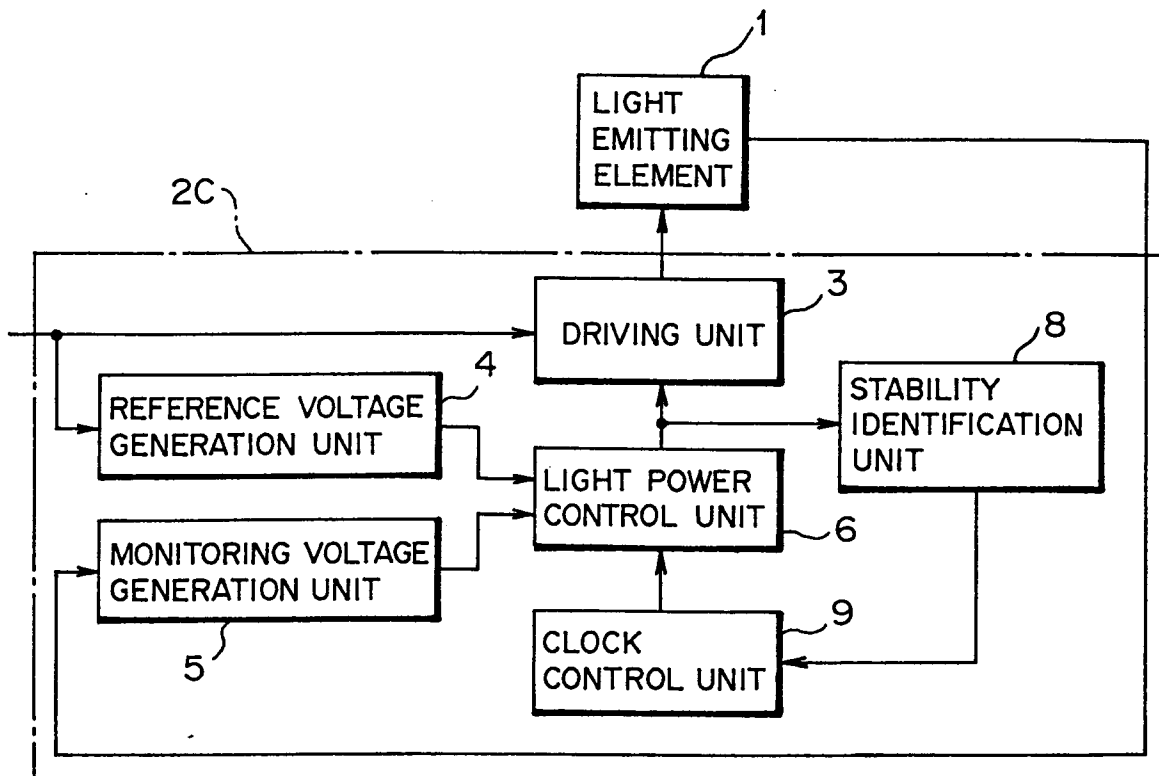 1
LIGHT
EMITTING
ELEMENT
2C
3
DRIVING UNIT
8
STABILITY
IDENTIFICATION
UNIT
4
REFERENCE VOLTAGE
GENERATION UNIT
LIGHT POWER
CONTROL UNIT
6
MONITORING VOLTAGE
GENERATION UNIT
5
9
CLOCK
CONTROL UNIT